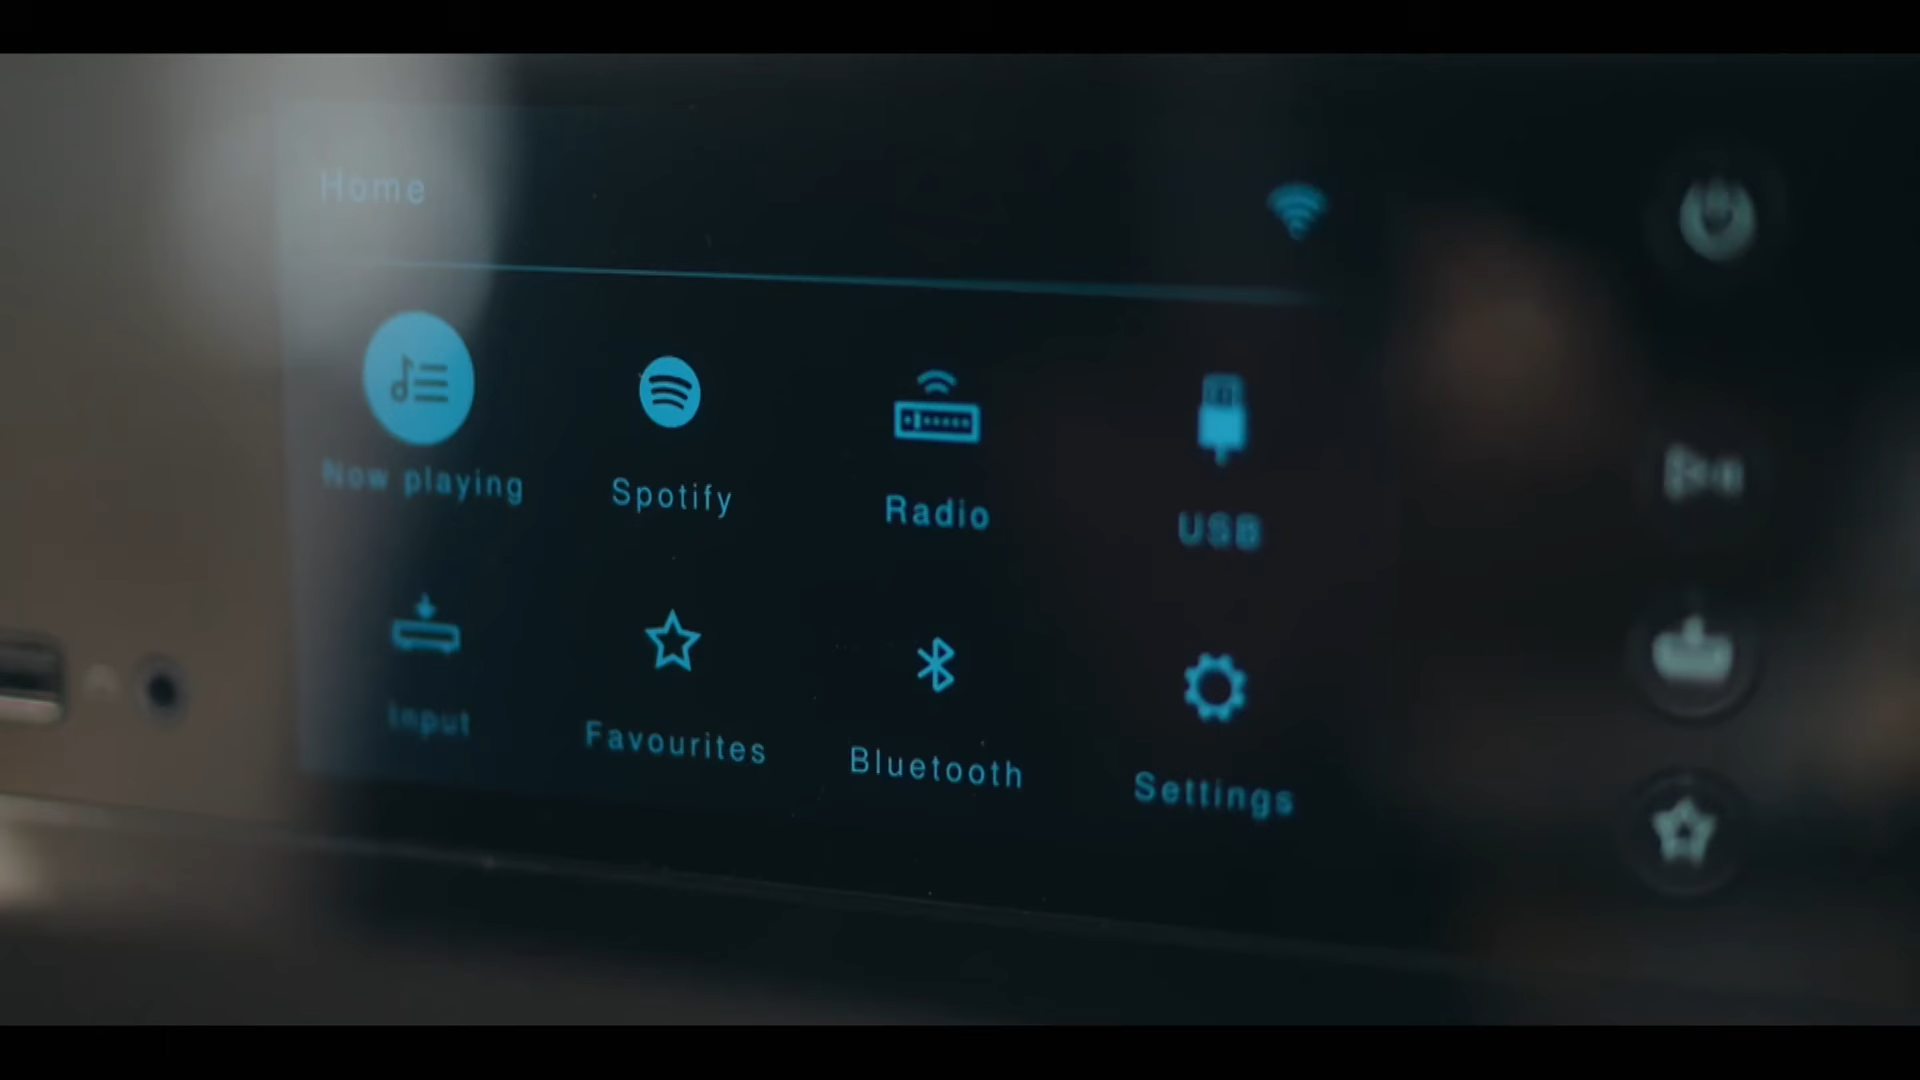 Home
Now playing
Spotify
Radio
USB
Input
Favourites
Bluetooth
Settings